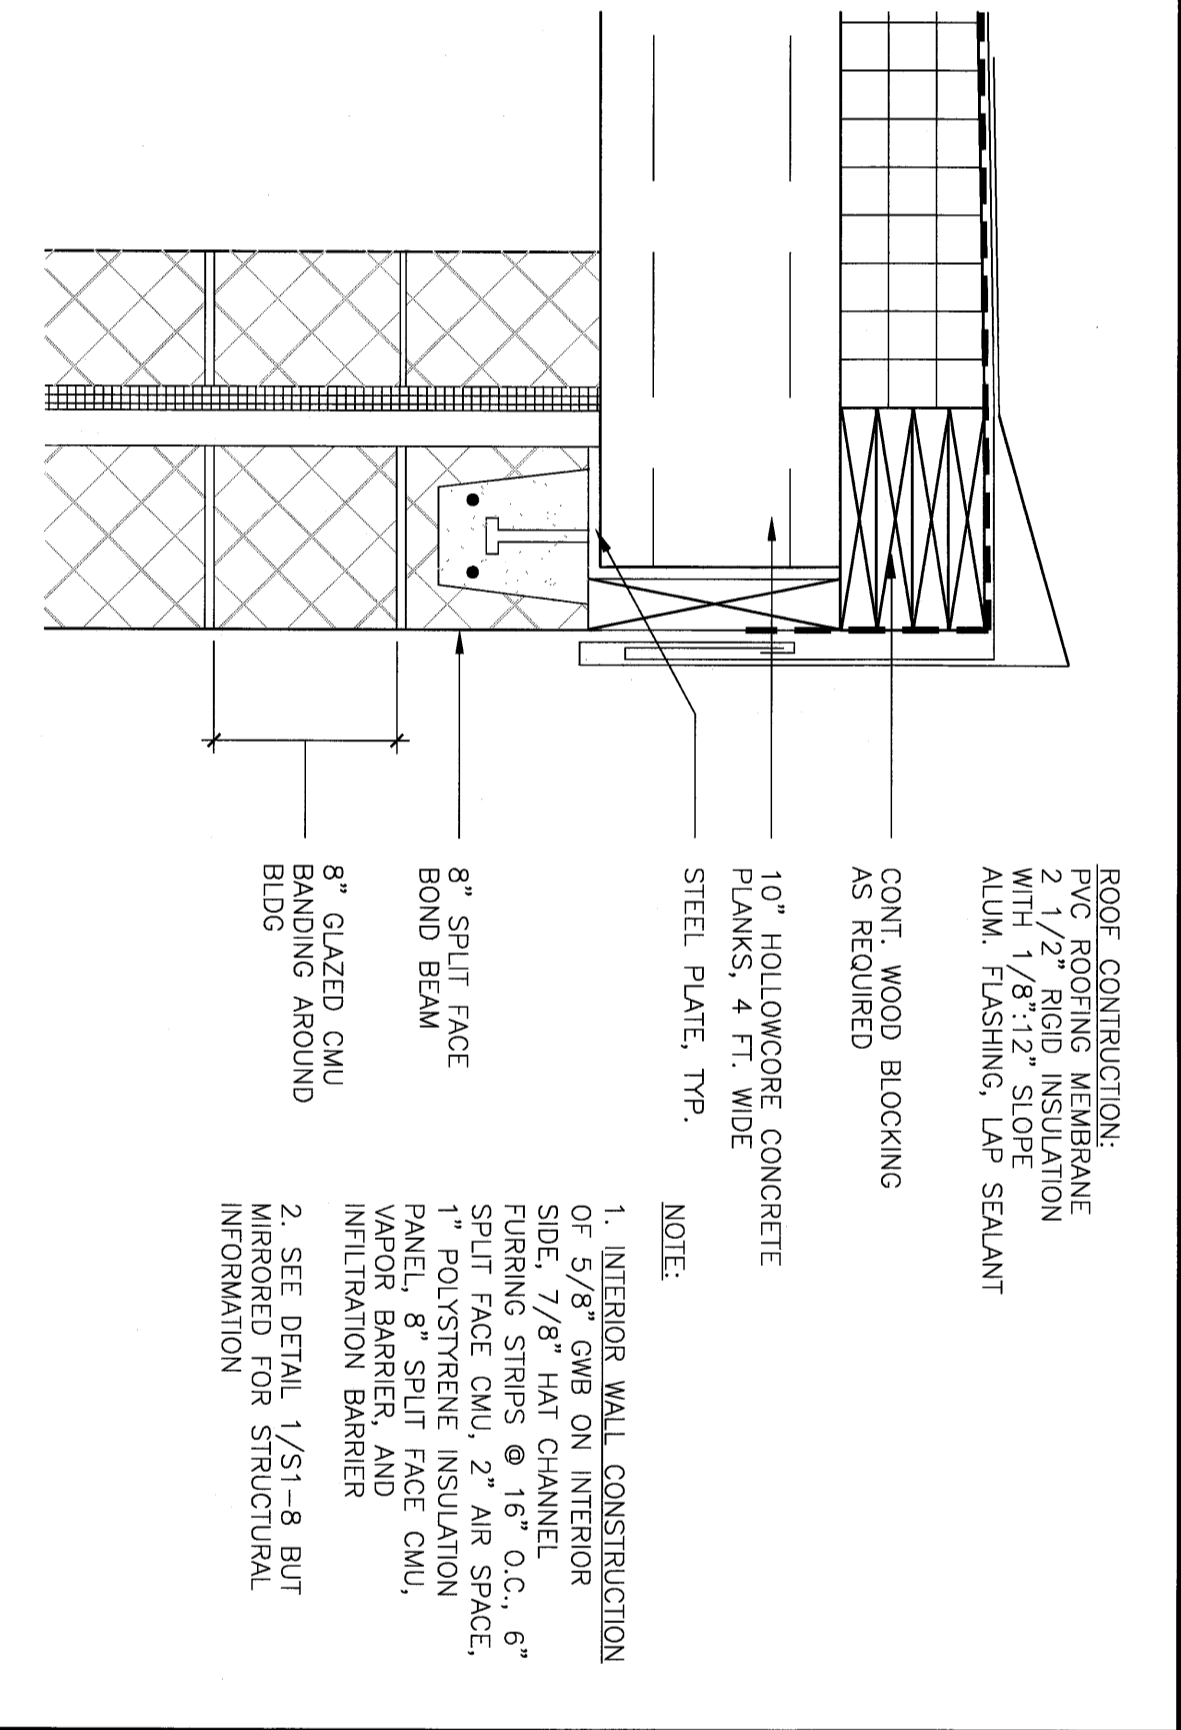 ROOF CONTRUCTION:
PVC ROOFING MEMBRANE
2 1/2" RIGID INSULATION
WITH 1/8":12" SLOPE
ALUM. FLASHING, LAP SEALANT
CONT. WOOD BLOCKING
AS REQUIRED
10" HOLLOWCORE CONCRETE
PLANKS, 4 FT. WIDE
STEEL PLATE, TYP.
8" SPLIT FACE
BOND BEAM
8" GLAZED CMU
BANDING AROUND
BLDG
NOTE:
1. INTERIOR WALL CONSTRUCTION
OF 5/8" GWB ON INTERIOR
SIDE, 7/8" HAT CHANNEL
FURRING STRIPS @ 16" O.C., 6"
SPLIT FACE CMU, 2" AIR SPACE,
1" POLYSTYRENE INSULATION
PANEL, 8" SPLIT FACE CMU,
VAPOR BARRIER, AND
INFILTRATION BARRIER
2. SEE DETAIL 1/S1-8 BUT
MIRRORED FOR STRUCTURAL
INFORMATION